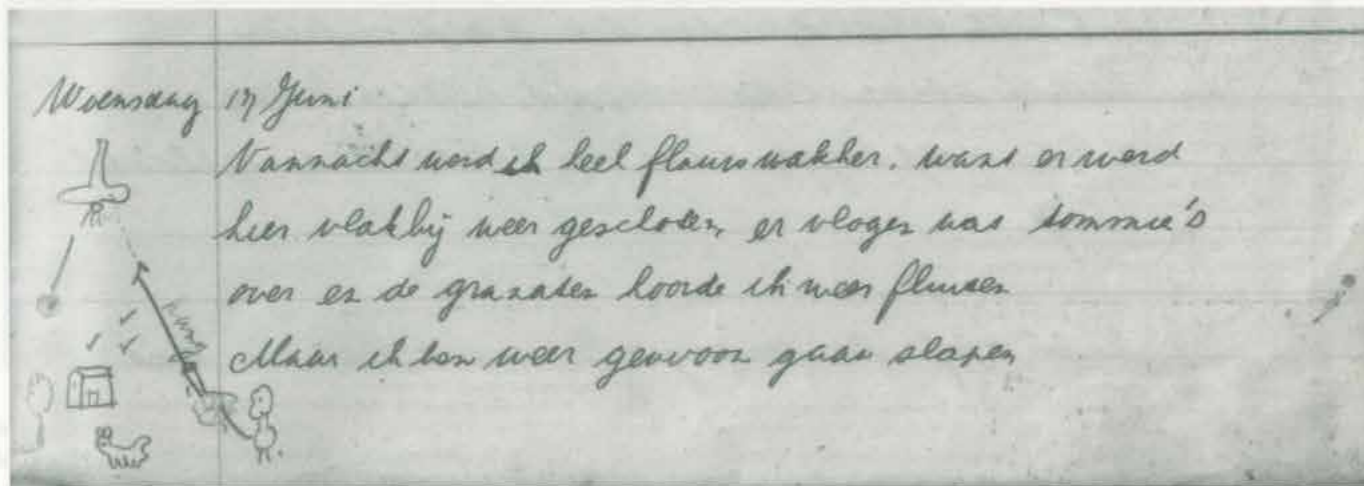 Woensdag 17 Juni
Vannacht werd ik heel flauw wakker. want er werd
hier vlakbij weer geschoten, er vlogen wat tommie's
over en de granaten hoorde ik weer fluiten
Maar ik ben weer gewoon gaan slapen